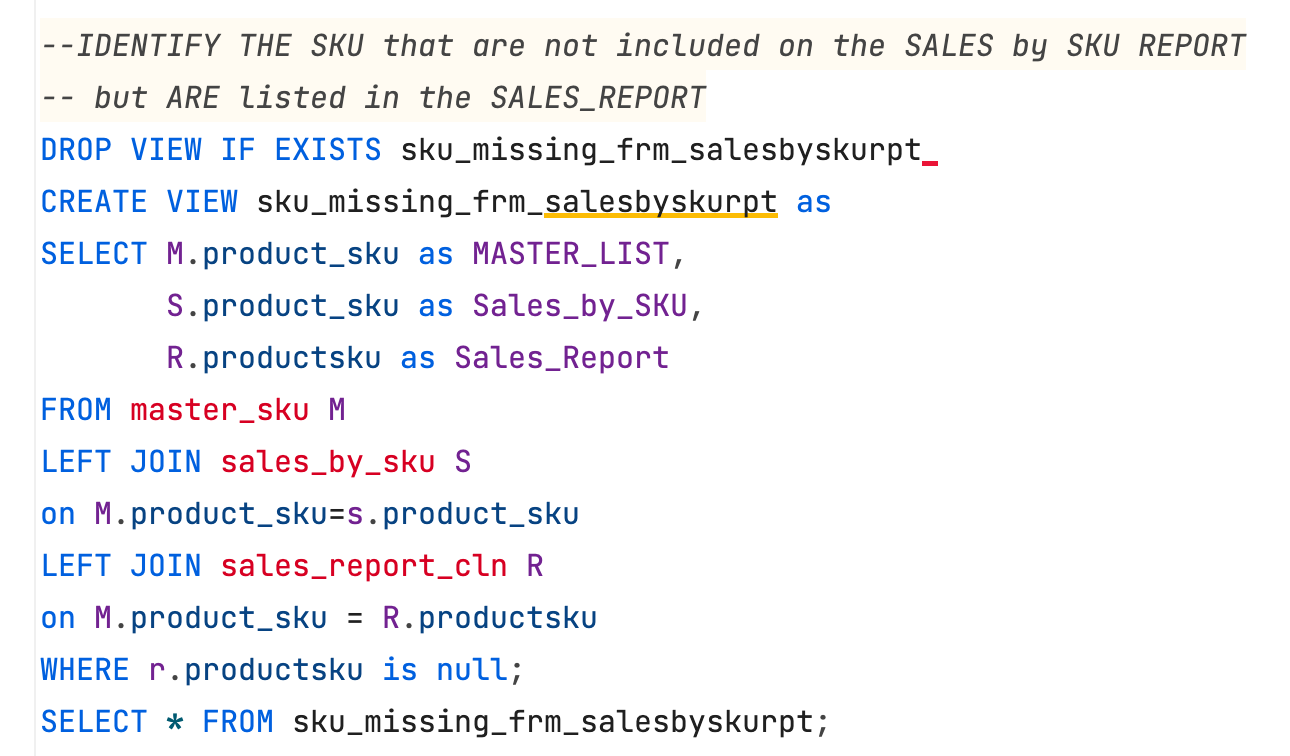 --IDENTIFY THE SKU that are not included on the SALES by SKU REPORT
-- but ARE listed in the SALES_REPORT
DROP VIEW IF EXISTS sku_missing_frm_salesbyskurpt
CREATE VIEW sku_missing_frm_salesbyskurpt as
SELECT M.product_sku as MASTER_LIST,
       S.product_sku as Sales_by_SKU,
       R.productsku as Sales_Report
FROM master_sku M
LEFT JOIN sales_by_sku S
on M.product_sku=s.product_sku
LEFT JOIN sales_report_cln R
on M.product_sku = R.productsku
WHERE r.productsku is null;
SELECT * FROM sku_missing_frm_salesbyskurpt;